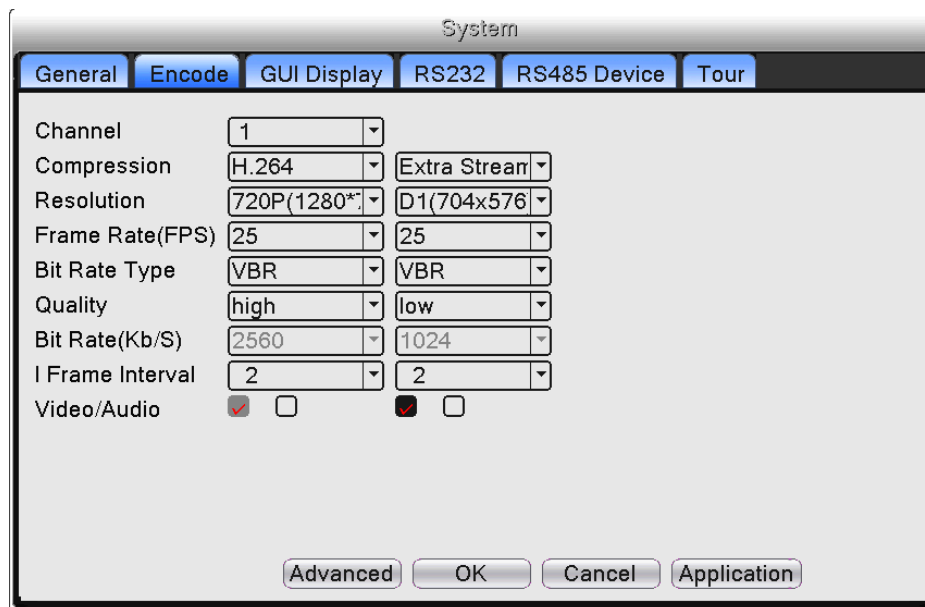 System
General Encode GUI Display RS232 RS485 Device Tour
Channel 1
Compression H.264 Extra Stream
Resolution 720P(1280* D1(704x576
Frame Rate(FPS) 25 25
Bit Rate Type VBR VBR
Quality high low
Bit Rate(Kb/S) 2560 1024
I Frame Interval 2 2
Video/Audio
Advanced OK Cancel Application